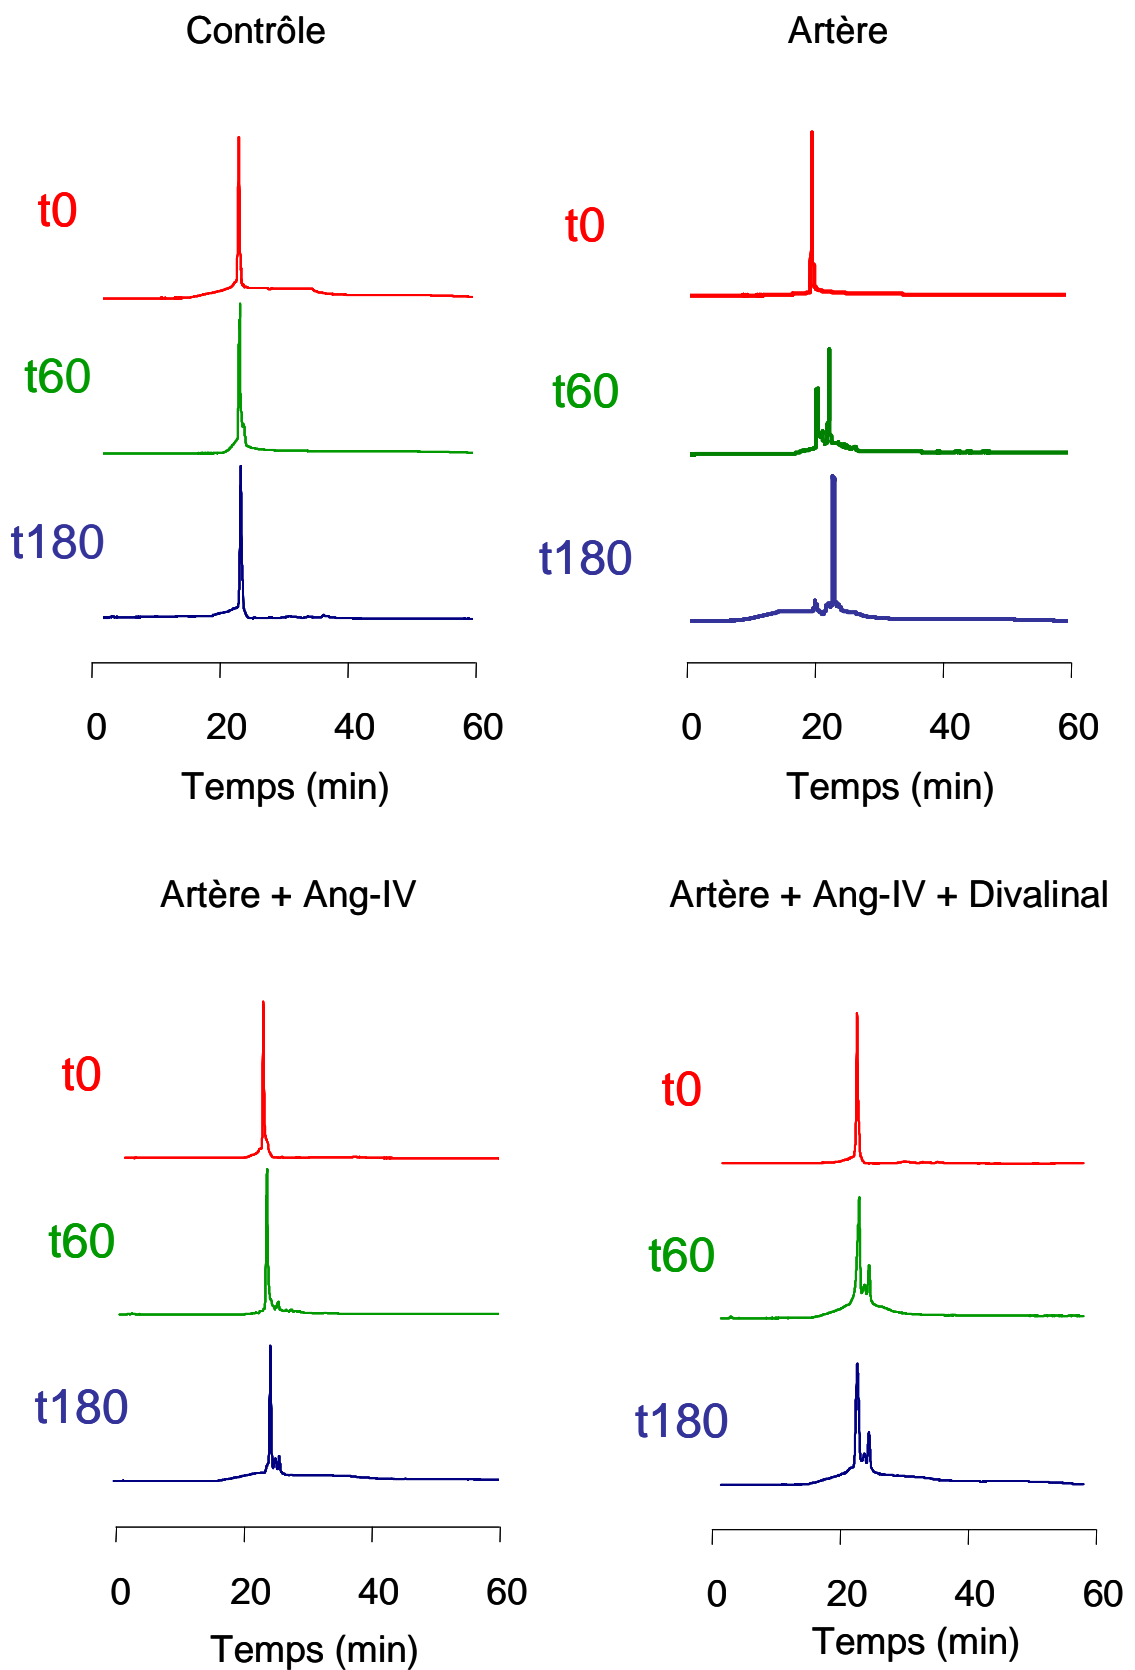 Contrôle
t0
t60
t180
0 20 40 60
Temps (min)
Artère
t0
t60
t180
0 20 40 60
Temps (min)
Artère + Ang-IV
t0
t60
t180
0 20 40 60
Temps (min)
Artère + Ang-IV + Divalinal
t0
t60
t180
0 20 40 60
Temps (min)